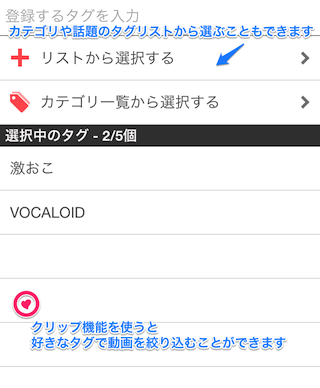 登録するタグを入力
カテゴリや話題のタグリストから選ぶこともできます
リストから選択する
カテゴリ一覧から選択する
選択中のタグ - 2/5個
激おこ
VOCALOID
クリップ機能を使うと
好きなタグで動画を絞り込むことができます